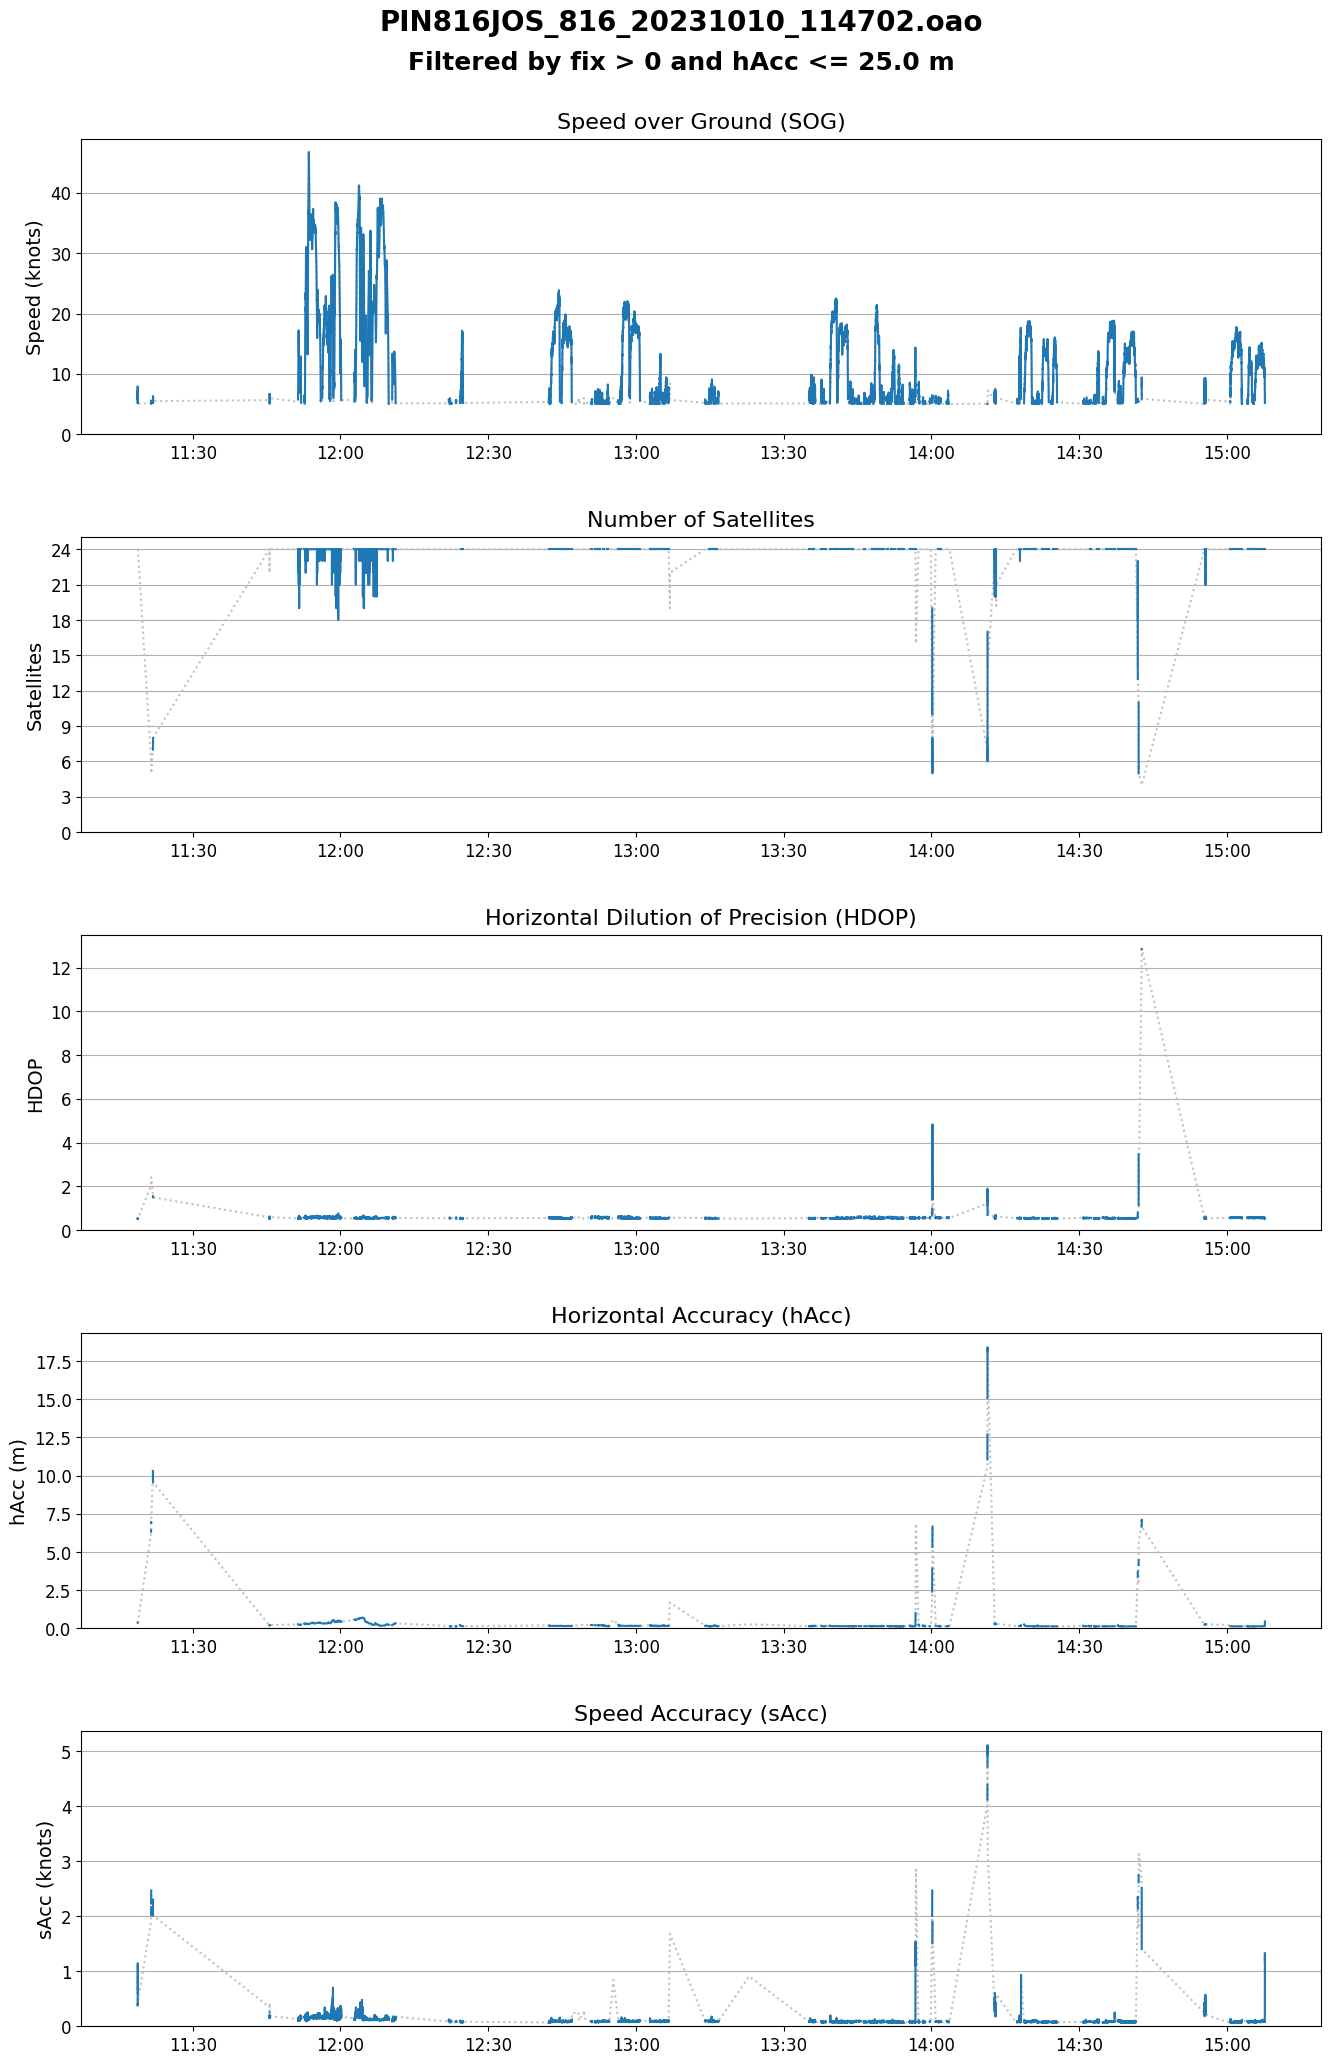 PIN816JOS_816_20231010_114702.oao
Filtered by fix > 0 and hAcc <= 25.0 m
Speed over Ground (SOG)
Speed (knots)
40
30
20
10
0
11:30 12:00 12:30 13:00 13:30 14:00 14:30 15:00
Number of Satellites
Satellites
24
21
18
15
12
9
6
3
0
11:30 12:00 12:30 13:00 13:30 14:00 14:30 15:00
Horizontal Dilution of Precision (HDOP)
HDOP
12
10
8
6
4
2
0
11:30 12:00 12:30 13:00 13:30 14:00 14:30 15:00
Horizontal Accuracy (hAcc)
hAcc (m)
17.5
15.0
12.5
10.0
7.5
5.0
2.5
0.0
11:30 12:00 12:30 13:00 13:30 14:00 14:30 15:00
Speed Accuracy (sAcc)
sAcc (knots)
5
4
3
2
1
0
11:30 12:00 12:30 13:00 13:30 14:00 14:30 15:00